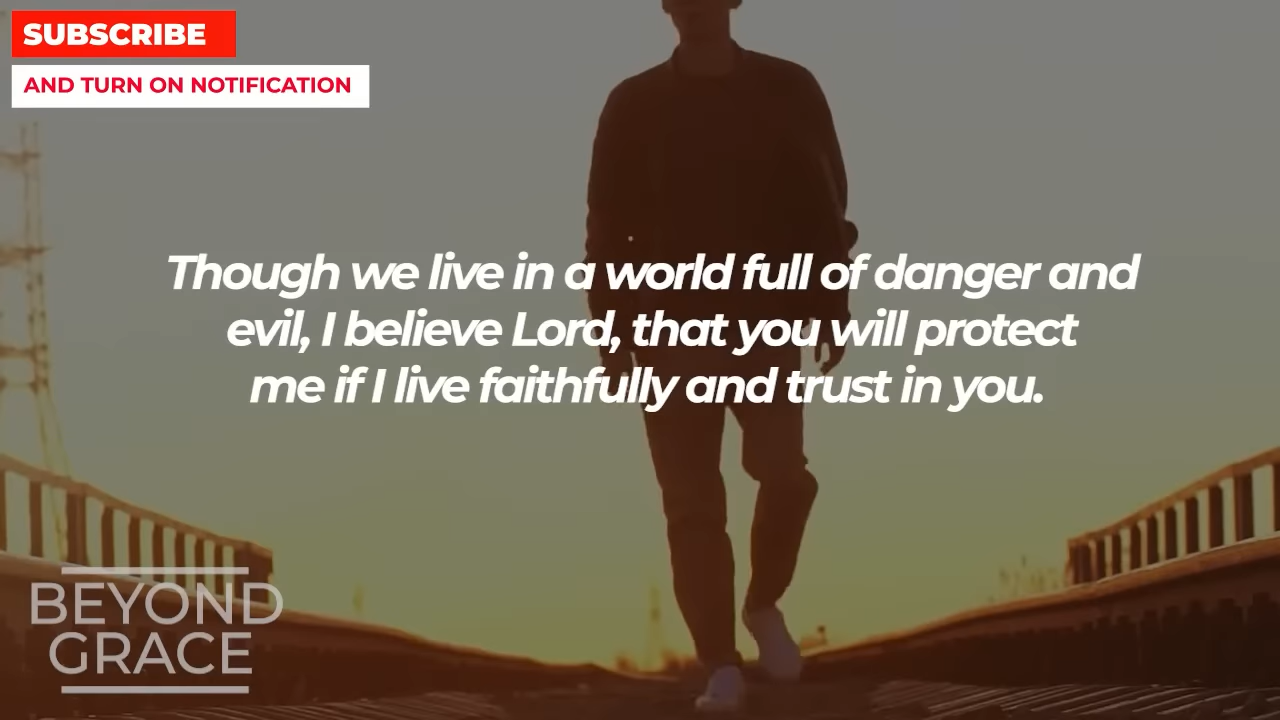 SUBSCRIBE
AND TURN ON NOTIFICATION
Though we live in a world full of danger and
evil, I believe Lord, that you will protect
me if I live faithfully and trust in you.
BEYOND
GRACE